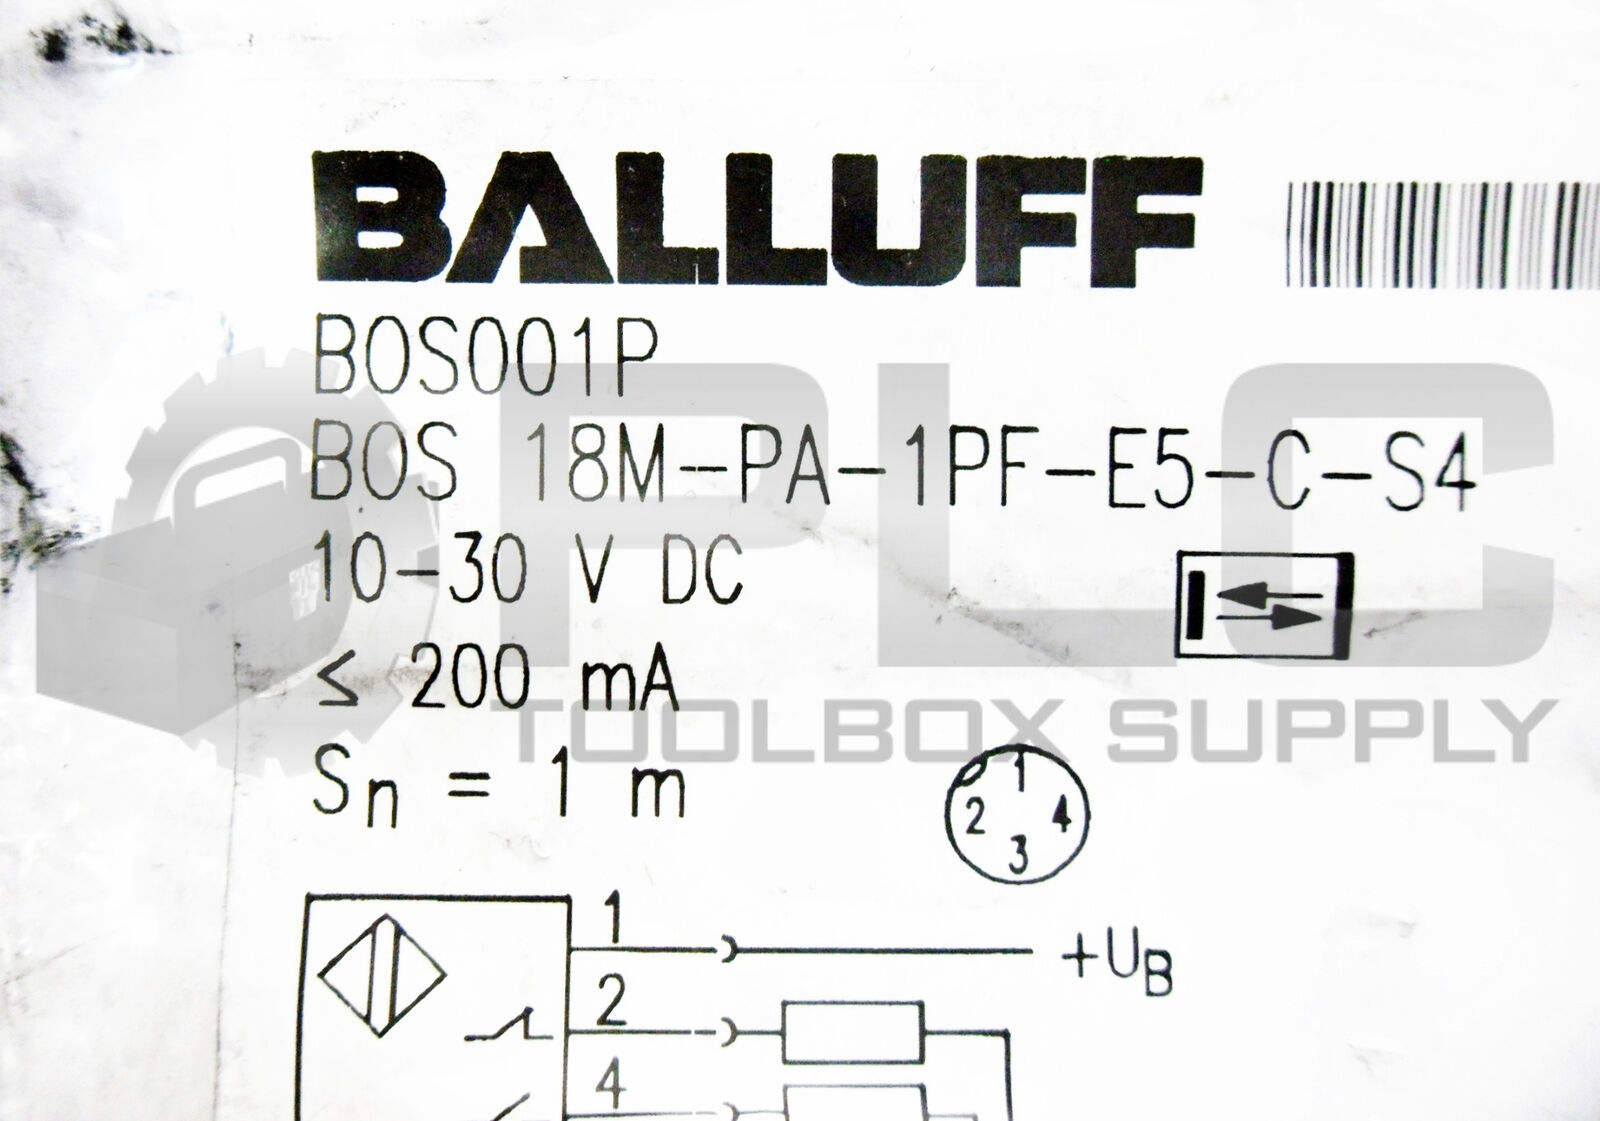 BALLUFF
BOS001P
BOS 18M-PA-1PF-E5-C-S4
10-30 V DC
≤ 200 mA
Sn = 1 m
PLC
TOOLBOX SUPPLY
1
2 4
3
1
+UB
2
4